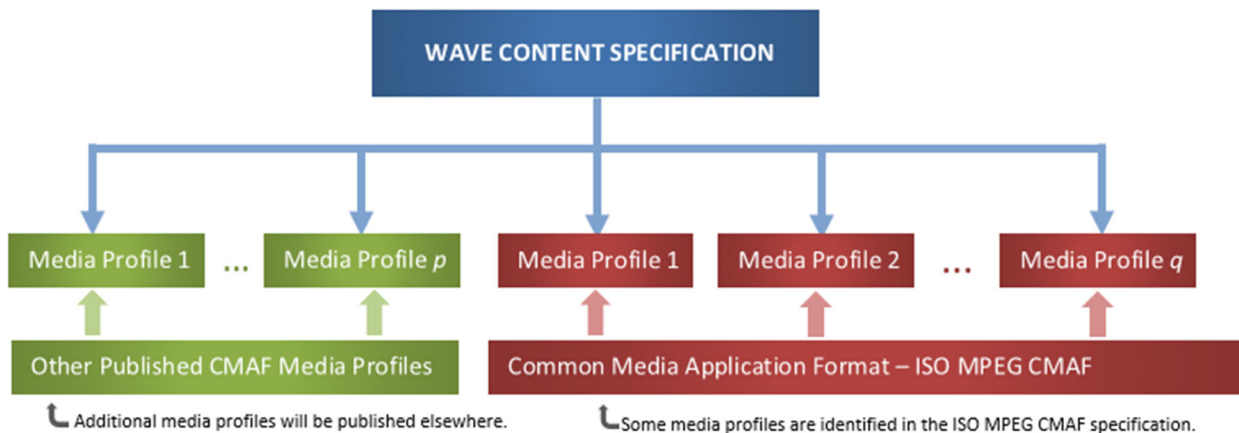 WAVE CONTENT SPECIFICATION
Media Profile 1 ... Media Profile p Media Profile 1 Media Profile 2 ... Media Profile q
Other Published CMAF Media Profiles Common Media Application Format – ISO MPEG CMAF
Additional media profiles will be published elsewhere. Some media profiles are identified in the ISO MPEG CMAF specification.